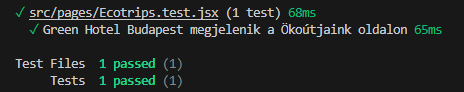 ✓ src/pages/Ecotrips.test.jsx (1 test) 68ms
✓ Green Hotel Budapest megjelenik a Ökoútjaink oldalon 65ms
Test Files 1 passed (1)
Tests 1 passed (1)